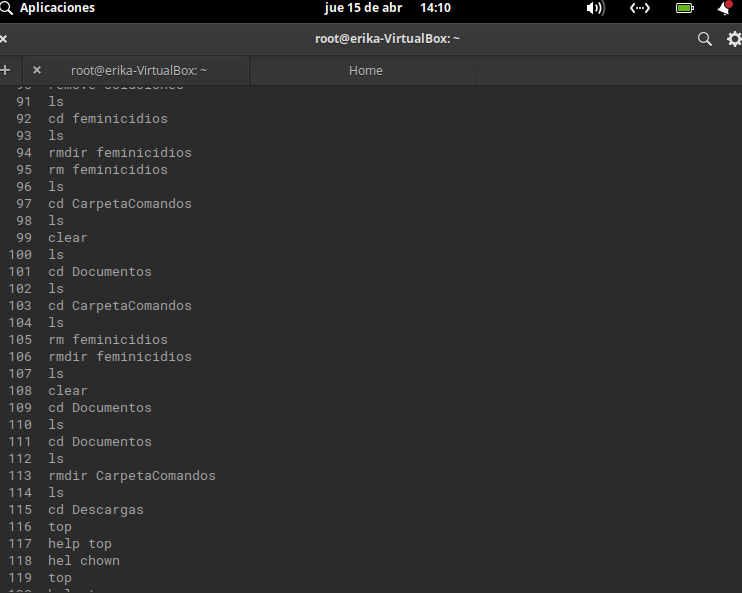 Aplicaciones jue 15 de abr 14:10
root@erika-VirtualBox: ~
root@erika-VirtualBox: ~ Home
91 ls
92 cd feminicidios
93 ls
94 rmdir feminicidios
95 rm feminicidios
96 ls
97 cd CarpetaComandos
98 ls
99 clear
100 ls
101 cd Documentos
102 ls
103 cd CarpetaComandos
104 ls
105 rm feminicidios
106 rmdir feminicidios
107 ls
108 clear
109 cd Documentos
110 ls
111 cd Documentos
112 ls
113 rmdir CarpetaComandos
114 ls
115 cd Descargas
116 top
117 help top
118 hel chown
119 top